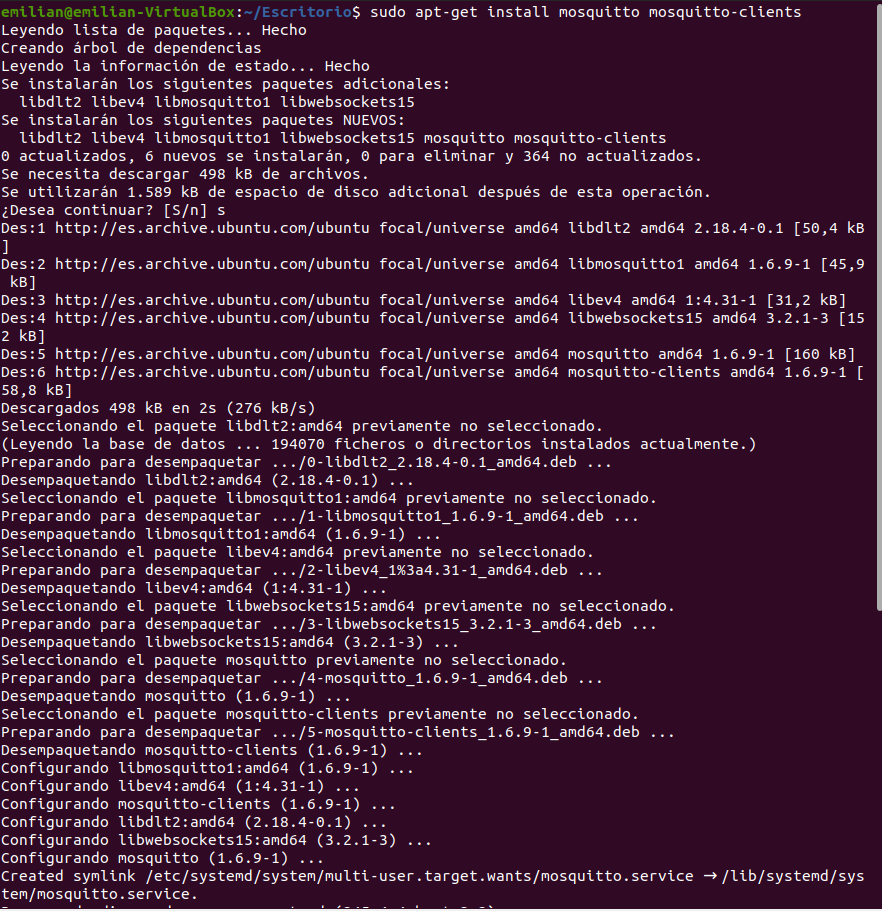 emilian@emilian-VirtualBox:~/Escritorio$ sudo apt-get install mosquitto mosquitto-clients
Leyendo lista de paquetes... Hecho
Creando árbol de dependencias
Leyendo la información de estado... Hecho
Se instalarán los siguientes paquetes adicionales:
  libdlt2 libev4 libmosquitto1 libwebsockets15
Se instalarán los siguientes paquetes NUEVOS:
  libdlt2 libev4 libmosquitto1 libwebsockets15 mosquitto mosquitto-clients
0 actualizados, 6 nuevos se instalarán, 0 para eliminar y 364 no actualizados.
Se necesita descargar 498 kB de archivos.
Se utilizarán 1.589 kB de espacio de disco adicional después de esta operación.
¿Desea continuar? [S/n] s
Des:1 http://es.archive.ubuntu.com/ubuntu focal/universe amd64 libdlt2 amd64 2.18.4-0.1 [50,4 kB
]
Des:2 http://es.archive.ubuntu.com/ubuntu focal/universe amd64 libmosquitto1 amd64 1.6.9-1 [45,9
 kB]
Des:3 http://es.archive.ubuntu.com/ubuntu focal/universe amd64 libev4 amd64 1:4.31-1 [31,2 kB]
Des:4 http://es.archive.ubuntu.com/ubuntu focal/universe amd64 libwebsockets15 amd64 3.2.1-3 [15
2 kB]
Des:5 http://es.archive.ubuntu.com/ubuntu focal/universe amd64 mosquitto amd64 1.6.9-1 [160 kB]
Des:6 http://es.archive.ubuntu.com/ubuntu focal/universe amd64 mosquitto-clients amd64 1.6.9-1 [
58,8 kB]
Descargados 498 kB en 2s (276 kB/s)
Seleccionando el paquete libdlt2:amd64 previamente no seleccionado.
(Leyendo la base de datos ... 194070 ficheros o directorios instalados actualmente.)
Preparando para desempaquetar .../0-libdlt2_2.18.4-0.1_amd64.deb ...
Desempaquetando libdlt2:amd64 (2.18.4-0.1) ...
Seleccionando el paquete libmosquitto1:amd64 previamente no seleccionado.
Preparando para desempaquetar .../1-libmosquitto1_1.6.9-1_amd64.deb ...
Desempaquetando libmosquitto1:amd64 (1.6.9-1) ...
Seleccionando el paquete libev4:amd64 previamente no seleccionado.
Preparando para desempaquetar .../2-libev4_1%3a4.31-1_amd64.deb ...
Desempaquetando libev4:amd64 (1:4.31-1) ...
Seleccionando el paquete libwebsockets15:amd64 previamente no seleccionado.
Preparando para desempaquetar .../3-libwebsockets15_3.2.1-3_amd64.deb ...
Desempaquetando libwebsockets15:amd64 (3.2.1-3) ...
Seleccionando el paquete mosquitto previamente no seleccionado.
Preparando para desempaquetar .../4-mosquitto_1.6.9-1_amd64.deb ...
Desempaquetando mosquitto (1.6.9-1) ...
Seleccionando el paquete mosquitto-clients previamente no seleccionado.
Preparando para desempaquetar .../5-mosquitto-clients_1.6.9-1_amd64.deb ...
Desempaquetando mosquitto-clients (1.6.9-1) ...
Configurando libmosquitto1:amd64 (1.6.9-1) ...
Configurando libev4:amd64 (1:4.31-1) ...
Configurando mosquitto-clients (1.6.9-1) ...
Configurando libdlt2:amd64 (2.18.4-0.1) ...
Configurando libwebsockets15:amd64 (3.2.1-3) ...
Configurando mosquitto (1.6.9-1) ...
Created symlink /etc/systemd/system/multi-user.target.wants/mosquitto.service → /lib/systemd/sys
tem/mosquitto.service.